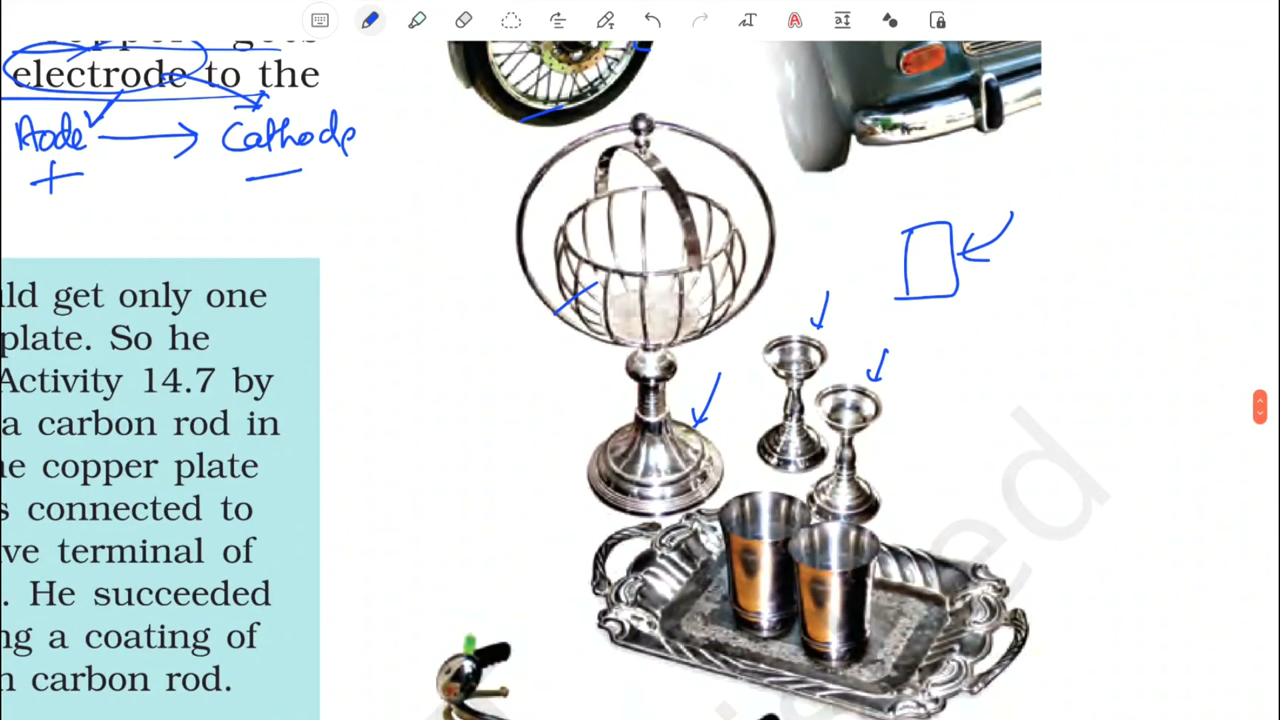 electrode to the
Aode → Cathode
+ −
uld get only one
plate. So he
Activity 14.7 by
a carbon rod in
ne copper plate
s connected to
ve terminal of
. He succeeded
ng a coating of
n carbon rod.